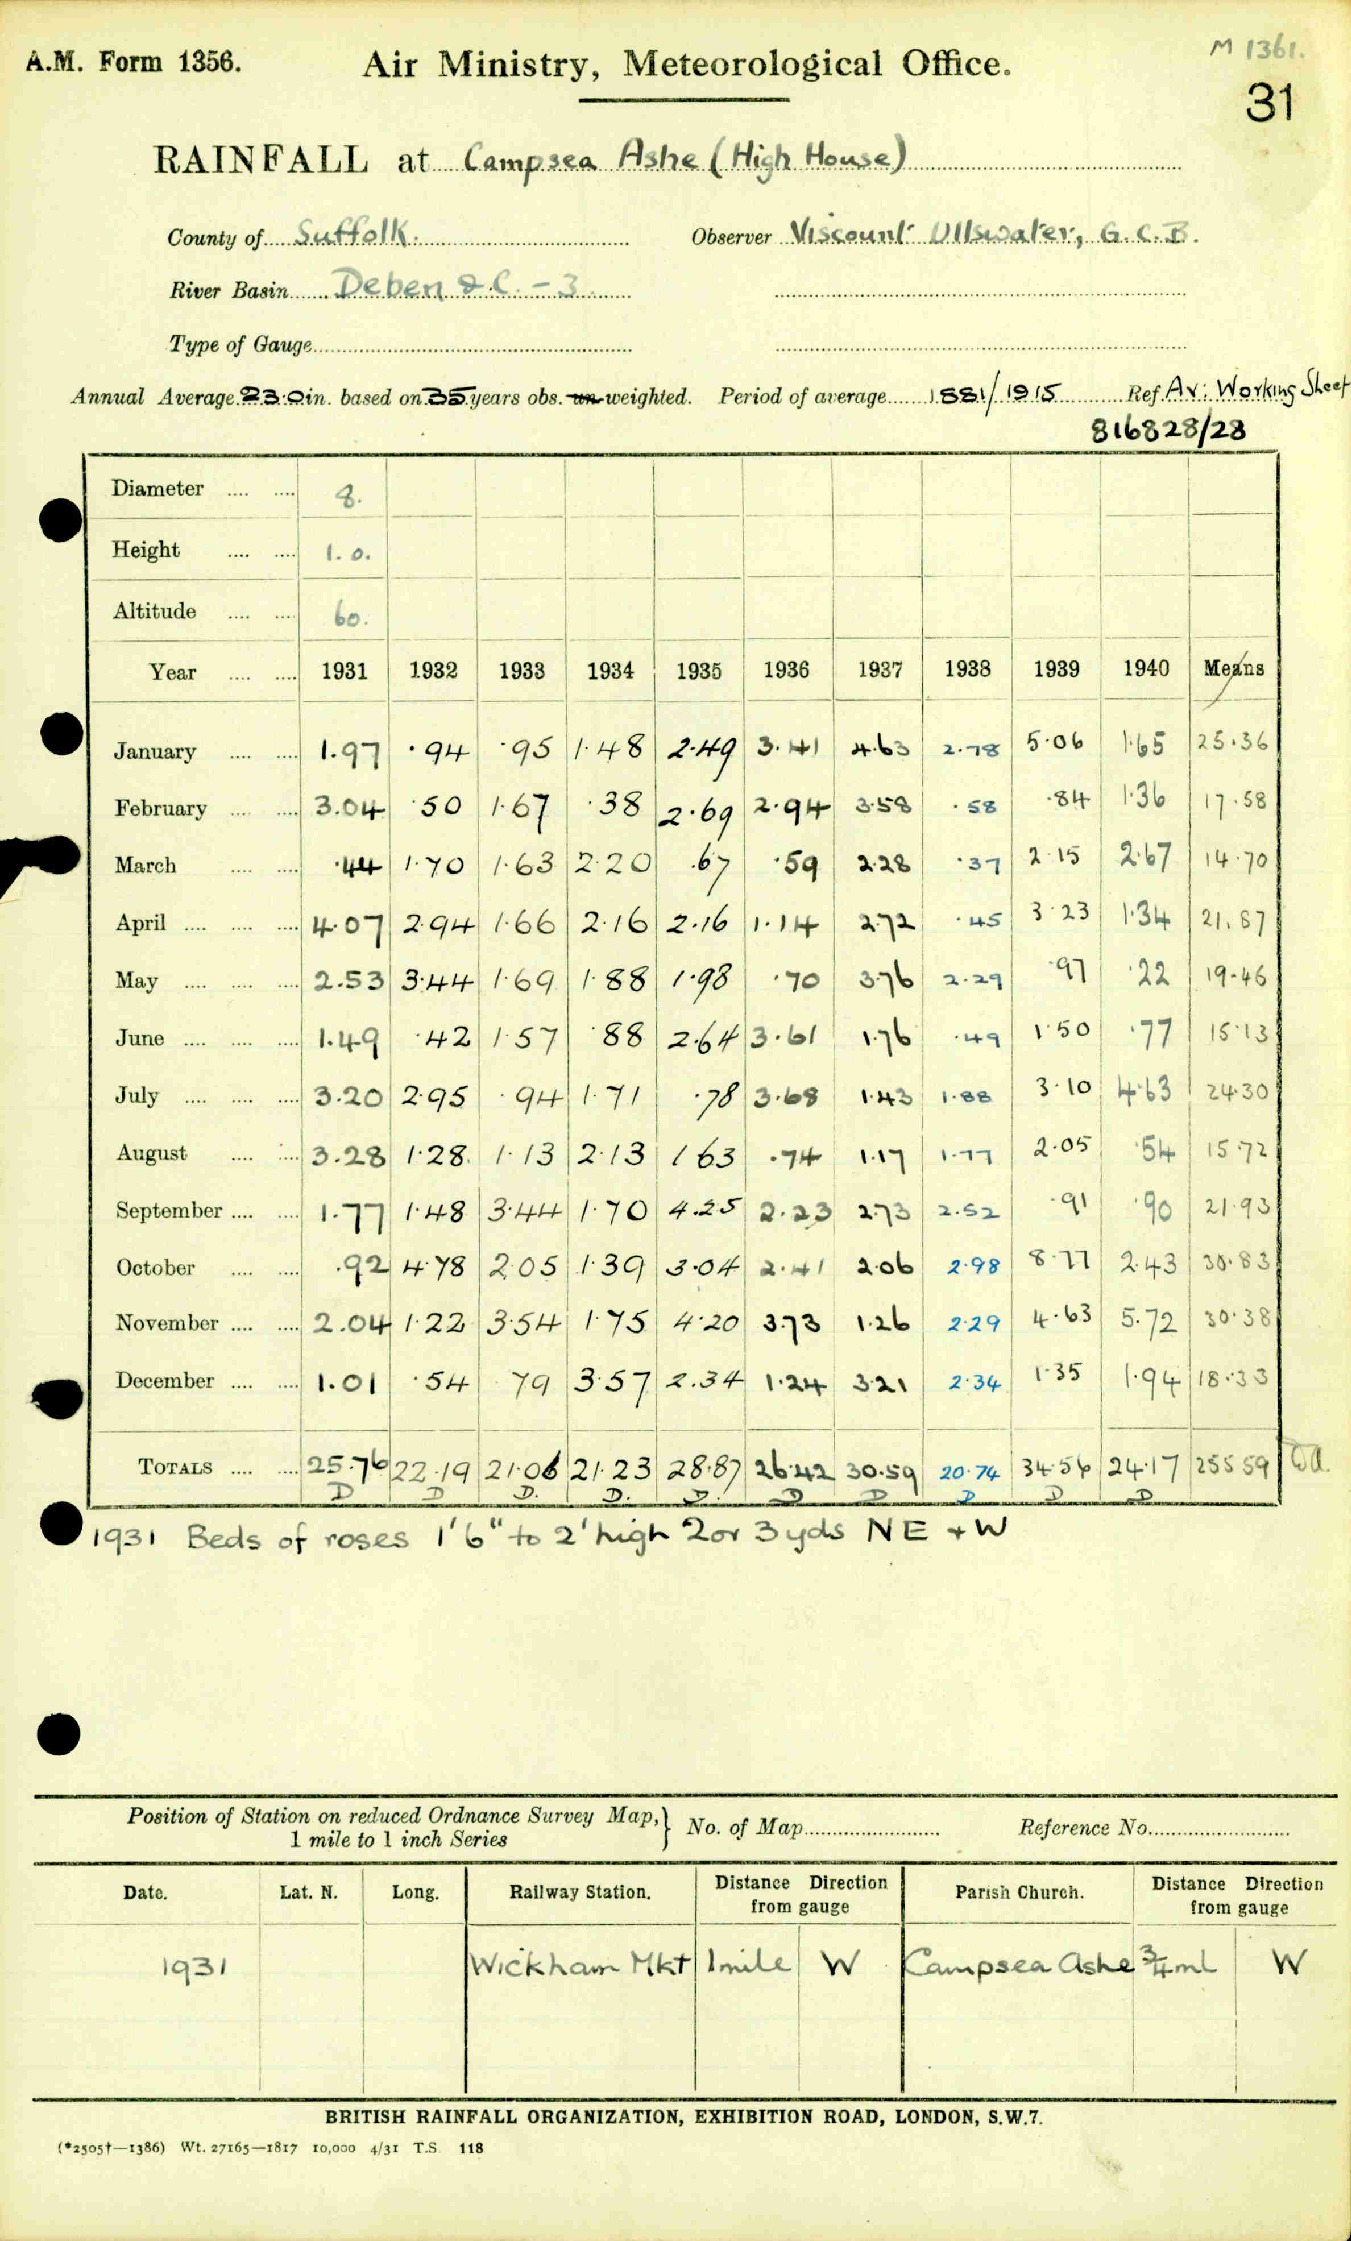 M 1361.
A.M. Form 1356. Air Ministry, Meteorological Office.
31
RAINFALL at Campsea Ashe (High House)
County of Suffolk. Observer Viscount Ullswater, G.C.B.
River Basin Deben &c. - 3
Type of Gauge
Annual Average 23.0 in. based on 35 years obs. un-weighted. Period of average 1881/1915 Ref. Av: Working Sheet
816828/28
Diameter .... .... 8.
Height .... .... 1.0.
Altitude .... .... 60.
Year .... .... 1931 1932 1933 1934 1935 1936 1937 1938 1939 1940 Means
January .... .... 1.97 .94 .95 1.48 2.49 3.41 4.63 2.78 5.06 1.65 25.36
February .... .... 3.04 .50 1.67 .38 2.69 2.94 3.58 .58 .84 1.36 17.58
March .... .... .44 1.70 1.63 2.20 .67 .59 2.28 .37 2.15 2.67 14.70
April .... .... .... 4.07 2.94 1.66 2.16 2.16 1.14 2.72 .45 3.23 1.34 21.87
May .... .... .... 2.53 3.44 1.69 1.88 1.98 .70 3.76 2.29 .97 .22 19.46
June .... .... .... 1.49 .42 1.57 .88 2.64 3.61 1.76 .49 1.50 .77 15.13
July .... .... .... 3.20 2.95 .94 1.71 .78 3.68 1.43 1.88 3.10 4.63 24.30
August .... .... 3.28 1.28 1.13 2.13 1.63 .74 1.17 1.77 2.05 .54 15.72
September .... .... 1.77 1.48 3.44 1.70 4.25 2.23 2.73 2.52 .91 .90 21.93
October .... .... .92 4.78 2.05 1.39 3.04 2.41 2.06 2.98 8.77 2.43 30.83
November .... .... 2.04 1.22 3.54 1.75 4.20 3.73 1.26 2.29 4.63 5.72 30.38
December .... .... 1.01 .54 .79 3.57 2.34 1.24 3.21 2.34 1.35 1.94 18.33
TOTALS .... .... 25.76 22.19 21.06 21.23 28.87 26.42 30.59 20.74 34.56 24.17 255.59
D D D. D. D. D D D D D
1931 Beds of roses 1'6" to 2' high 2 or 3 yds NE + W
Position of Station on reduced Ordnance Survey Map, } No. of Map Reference No.
1 mile to 1 inch Series
Date. Lat. N. Long. Railway Station. Distance Direction from gauge Parish Church. Distance Direction from gauge
1931 Wickham Mkt 1 mile W Campsea Ashe 3/4 ml W
BRITISH RAINFALL ORGANIZATION, EXHIBITION ROAD, LONDON, S.W.7.
(*2505†—1386) Wt. 27165—1817 10,000 4/31 T.S. 118